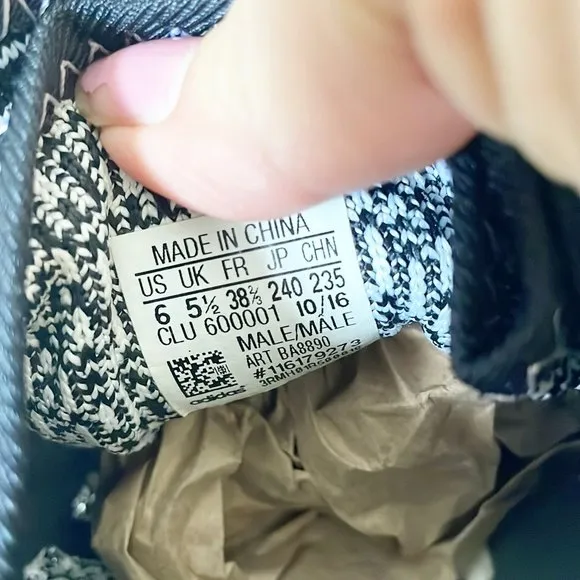 MADE IN CHINA
US UK FR JP CHN
6 5½ 38⅔ 240 235
CLU 600001 10/16
MALE/MÂLE
ART BA8890
#116179273
adidas